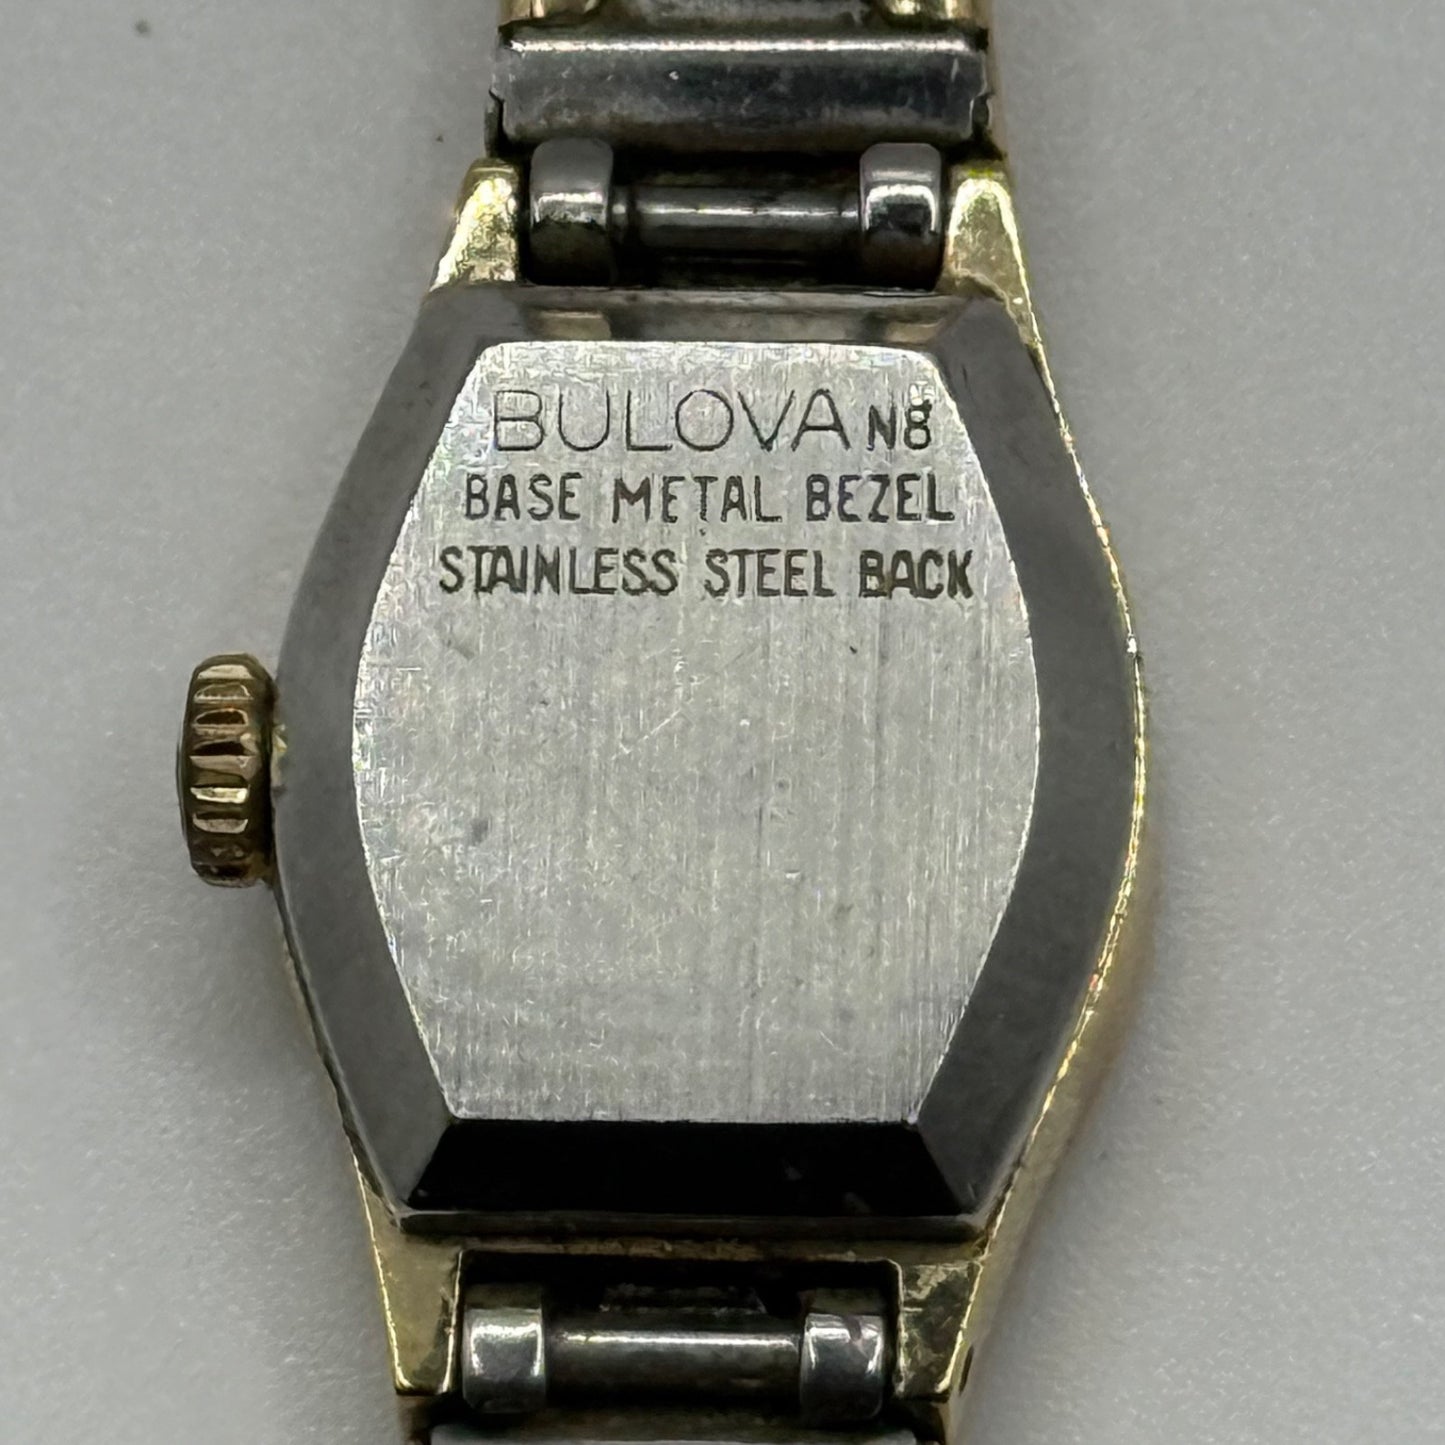 BULOVA N8
BASE METAL BEZEL
STAINLESS STEEL BACK